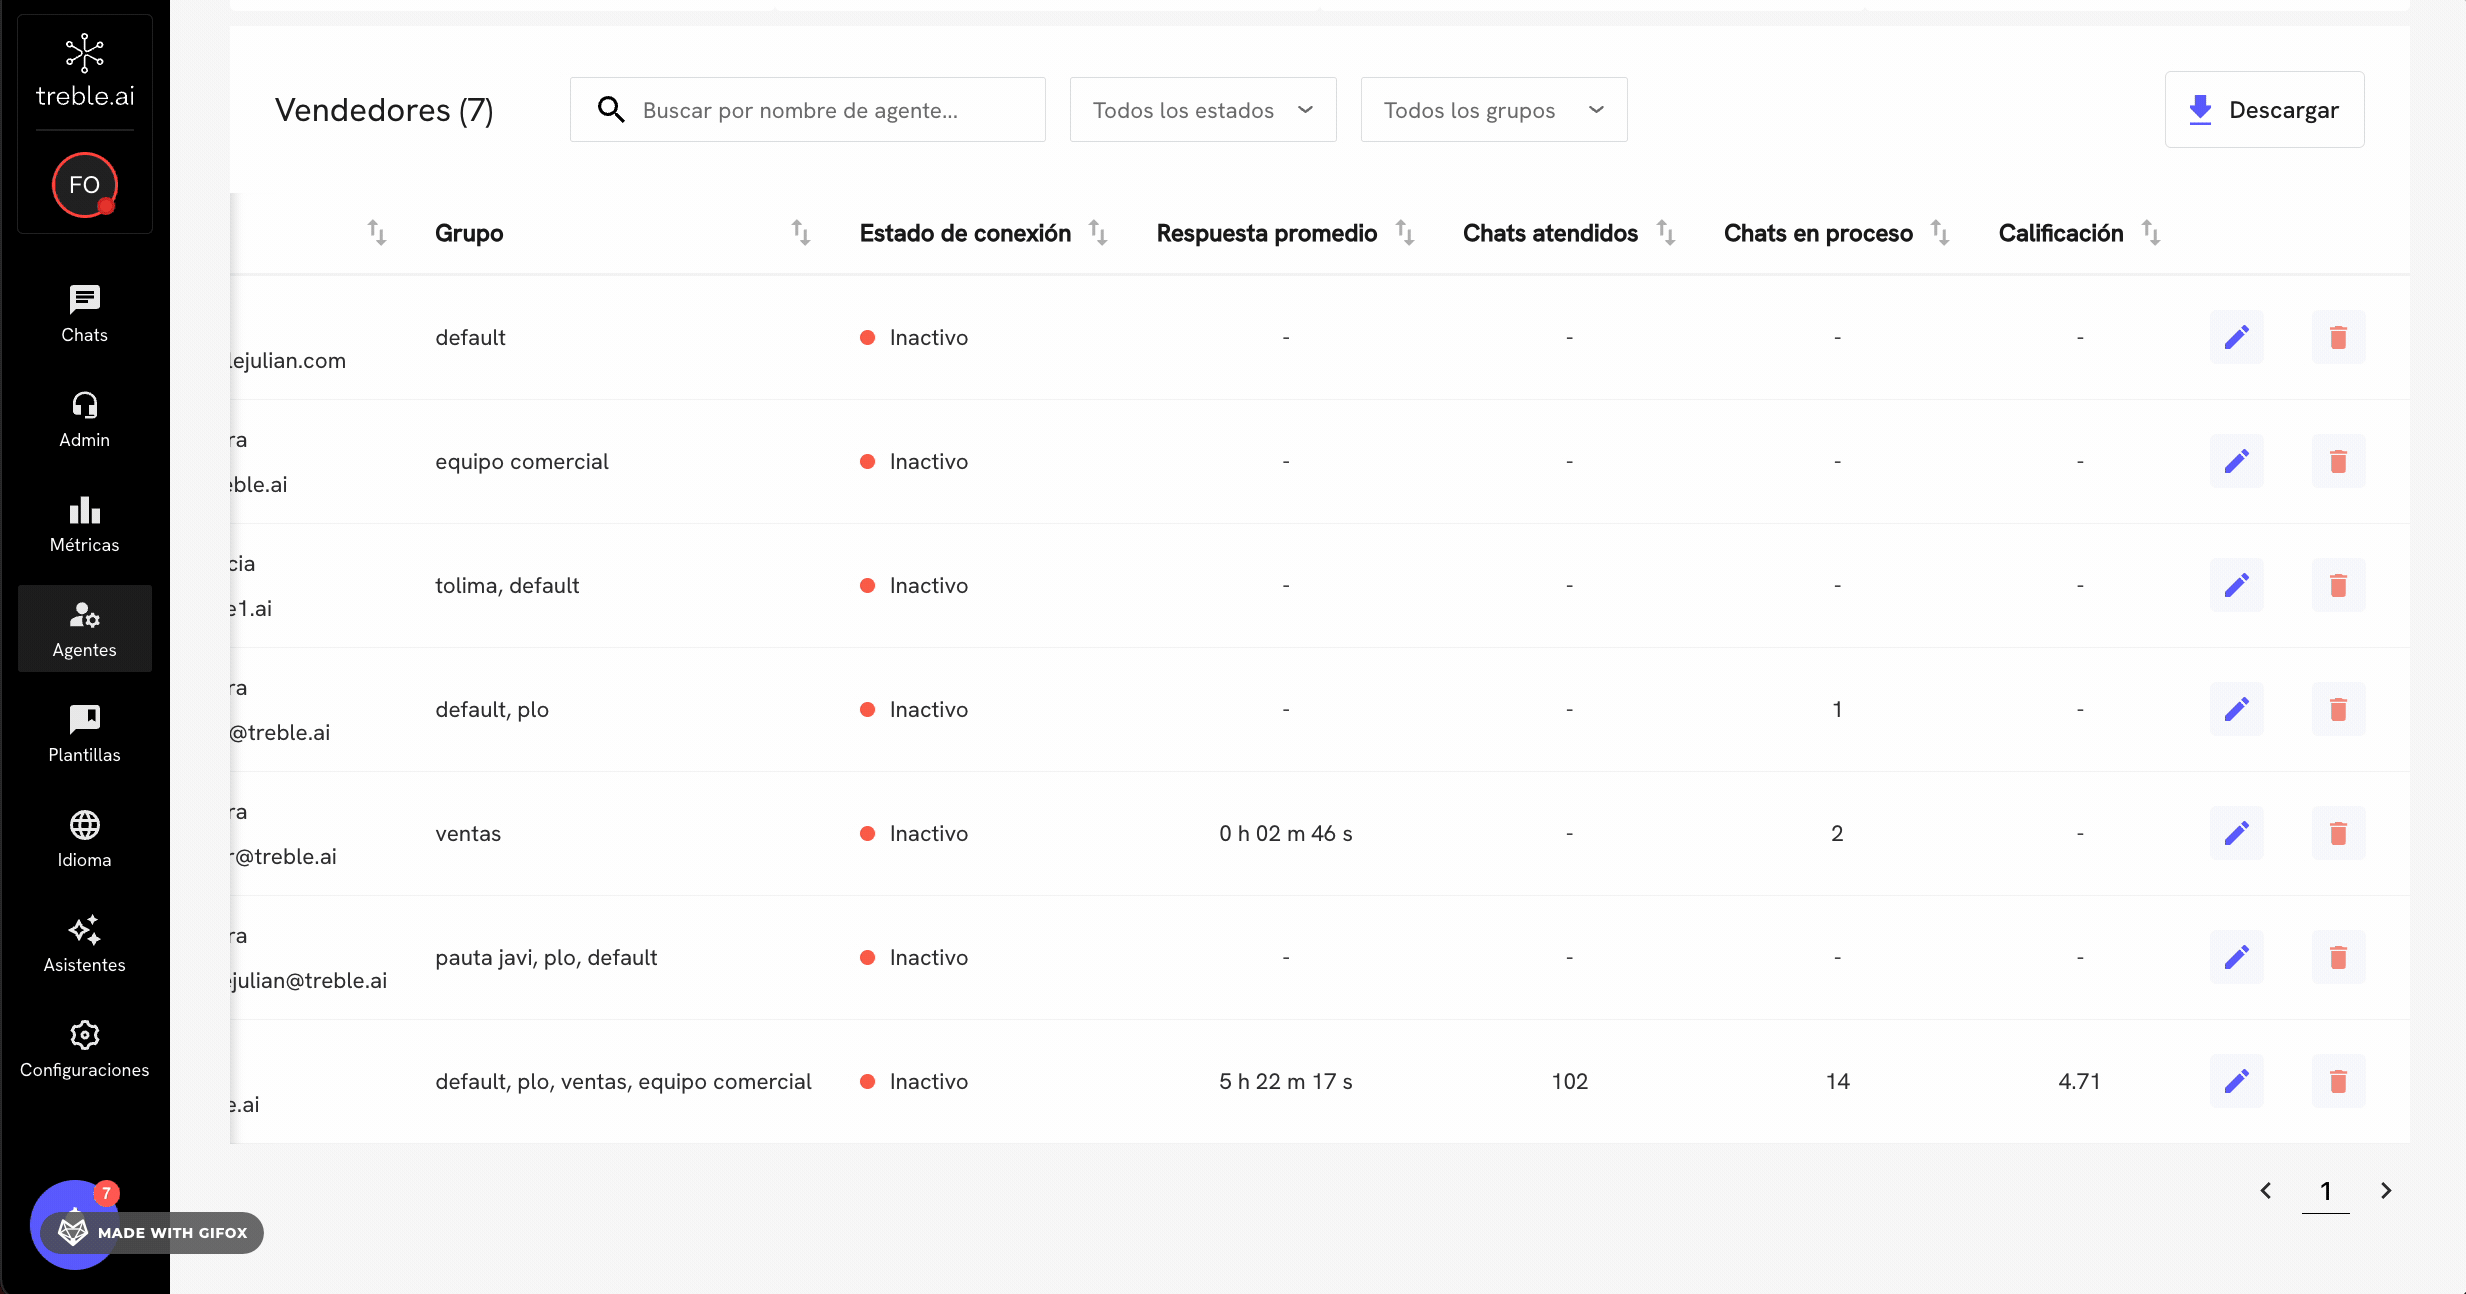 treble.ai
FO
Chats
Admin
Métricas
Agentes
Plantillas
Idioma
Asistentes
Configuraciones
7
MADE WITH GIFOX
Vendedores (7)
Buscar por nombre de agente...
Todos los estados
Todos los grupos
Descargar
Grupo Estado de conexión Respuesta promedio Chats atendidos Chats en proceso Calificación
lejulian.com
default Inactivo - - - -
ra
eble.ai
equipo comercial Inactivo - - - -
cia
e1.ai
tolima, default Inactivo - - - -
ra
@treble.ai
default, plo Inactivo - - 1 -
ra
r@treble.ai
ventas Inactivo 0 h 02 m 46 s - 2 -
ra
ejulian@treble.ai
pauta javi, plo, default Inactivo - - - -
e.ai
default, plo, ventas, equipo comercial Inactivo 5 h 22 m 17 s 102 14 4.71
1